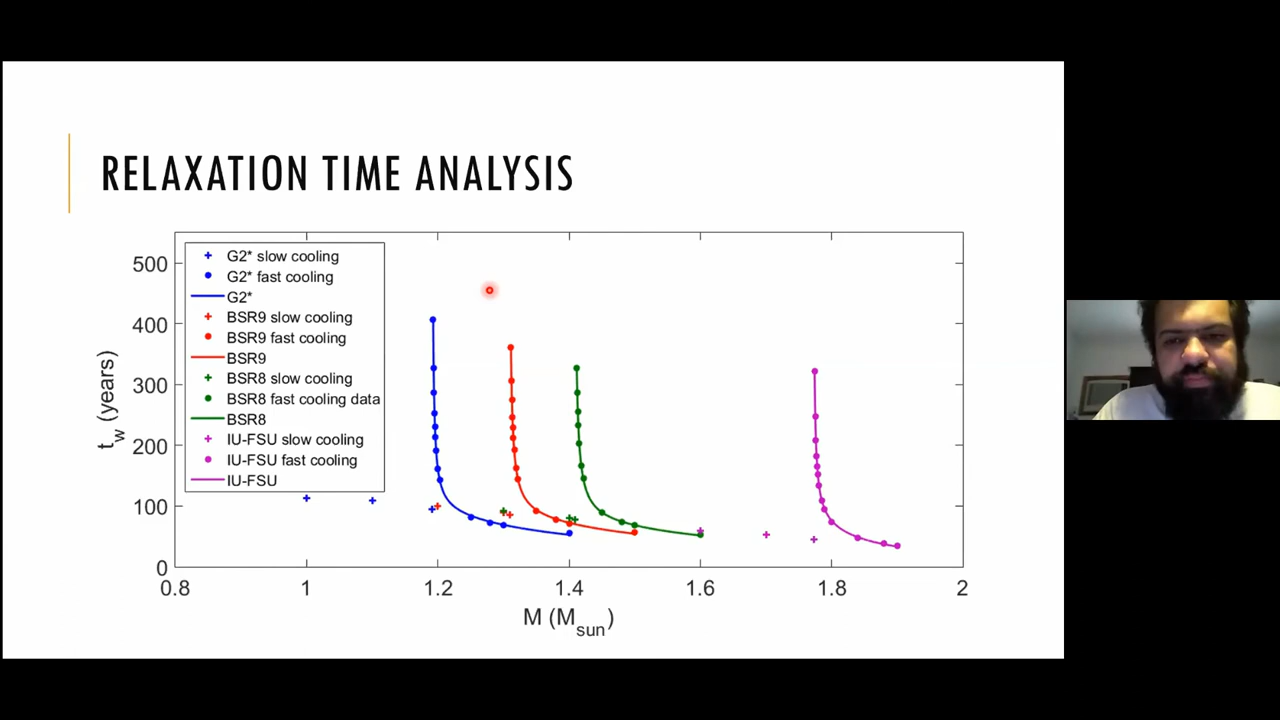 RELAXATION TIME ANALYSIS
500
400
300
200
100
0
t_w (years)
G2* slow cooling
G2* fast cooling
G2*
BSR9 slow cooling
BSR9 fast cooling
BSR9
BSR8 slow cooling
BSR8 fast cooling data
BSR8
IU-FSU slow cooling
IU-FSU fast cooling
IU-FSU
0.8 1 1.2 1.4 1.6 1.8 2
M (M_sun)